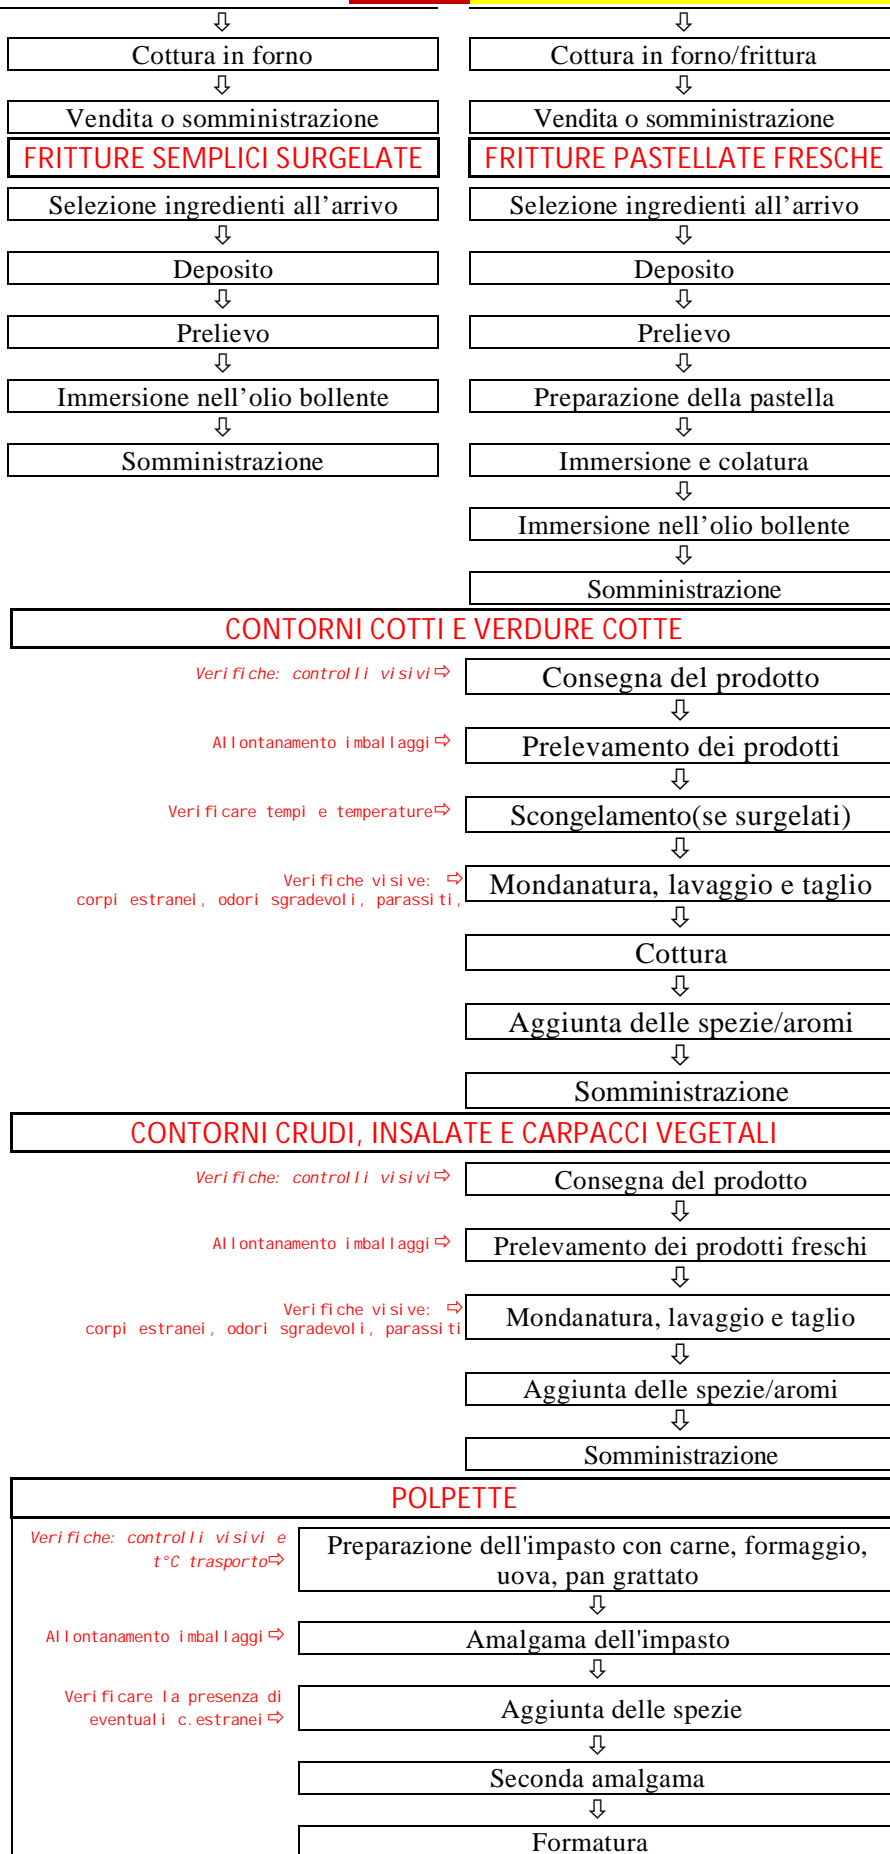 ⇩
Cottura in forno
⇩
Vendita o somministrazione
FRITTURE SEMPLICI SURGELATE
Selezione ingredienti all’arrivo
⇩
Deposito
⇩
Prelievo
⇩
Immersione nell’olio bollente
⇩
Somministrazione
⇩
Cottura in forno/frittura
⇩
Vendita o somministrazione
FRITTURE PASTELLATE FRESCHE
Selezione ingredienti all’arrivo
⇩
Deposito
⇩
Prelievo
⇩
Preparazione della pastella
⇩
Immersione e colatura
⇩
Immersione nell’olio bollente
⇩
Somministrazione
CONTORNI COTTI E VERDURE COTTE
Verifiche: controlli visivi⇨
Consegna del prodotto
⇩
Allontanamento imballaggi⇨
Prelevamento dei prodotti
⇩
Verificare tempi e temperature⇨
Scongelamento(se surgelati)
⇩
Verifiche visive: ⇨
corpi estranei, odori sgradevoli, parassiti,
Mondanatura, lavaggio e taglio
⇩
Cottura
⇩
Aggiunta delle spezie/aromi
⇩
Somministrazione
CONTORNI CRUDI, INSALATE E CARPACCI VEGETALI
Verifiche: controlli visivi⇨
Consegna del prodotto
⇩
Allontanamento imballaggi⇨
Prelevamento dei prodotti freschi
⇩
Verifiche visive: ⇨
corpi estranei, odori sgradevoli, parassiti
Mondanatura, lavaggio e taglio
⇩
Aggiunta delle spezie/aromi
⇩
Somministrazione
POLPETTE
Verifiche: controlli visivi e
t°C trasporto⇨
Preparazione dell'impasto con carne, formaggio,
uova, pan grattato
⇩
Allontanamento imballaggi⇨
Amalgama dell'impasto
⇩
Verificare la presenza di
eventuali c.estranei⇨
Aggiunta delle spezie
⇩
Seconda amalgama
⇩
Formatura